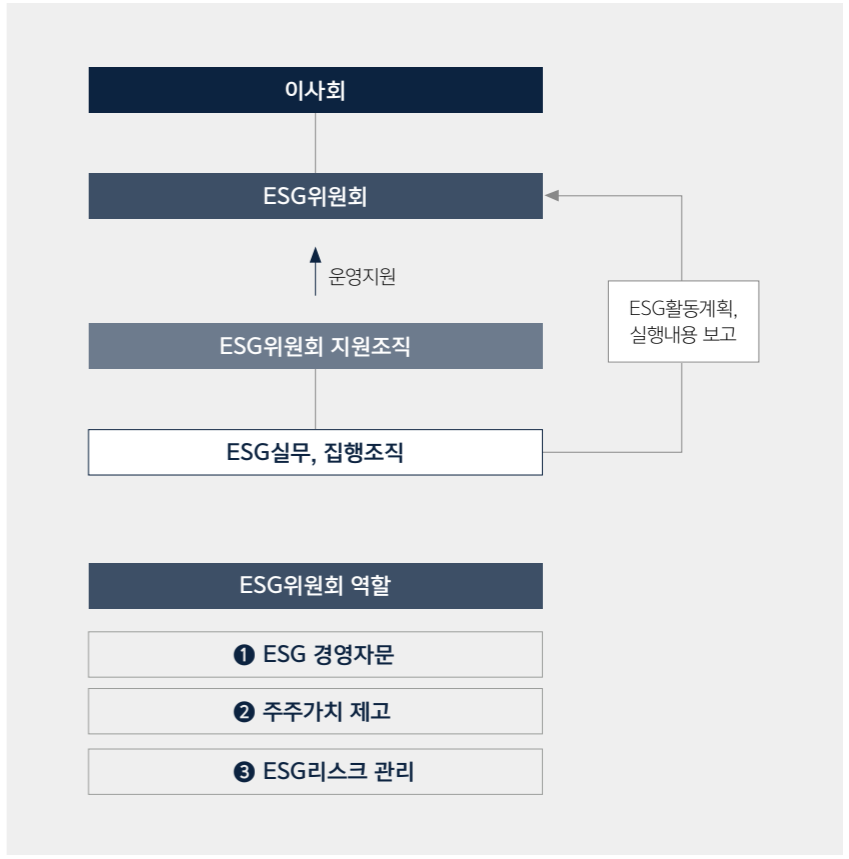 이사회
ESG위원회
운영지원
ESG활동계획,
실행내용 보고
ESG위원회 지원조직
ESG실무, 집행조직
ESG위원회 역할
❶ ESG 경영자문
❷ 주주가치 제고
❸ ESG리스크 관리